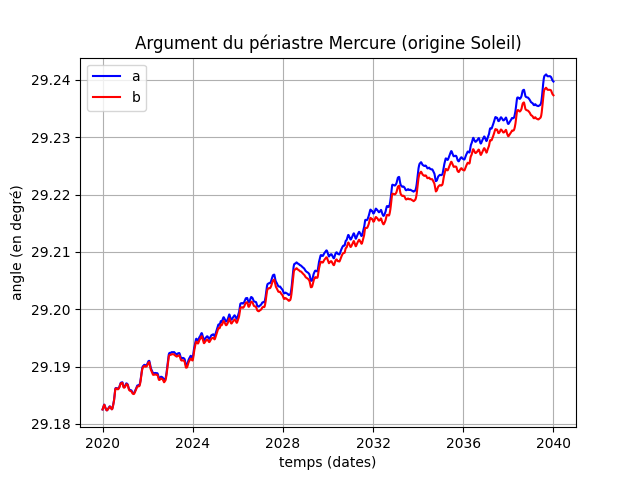 Argument du périastre Mercure (origine Soleil)
a
b
angle (en degré)
29.24
29.23
29.22
29.21
29.20
29.19
29.18
2020 2024 2028 2032 2036 2040
temps (dates)